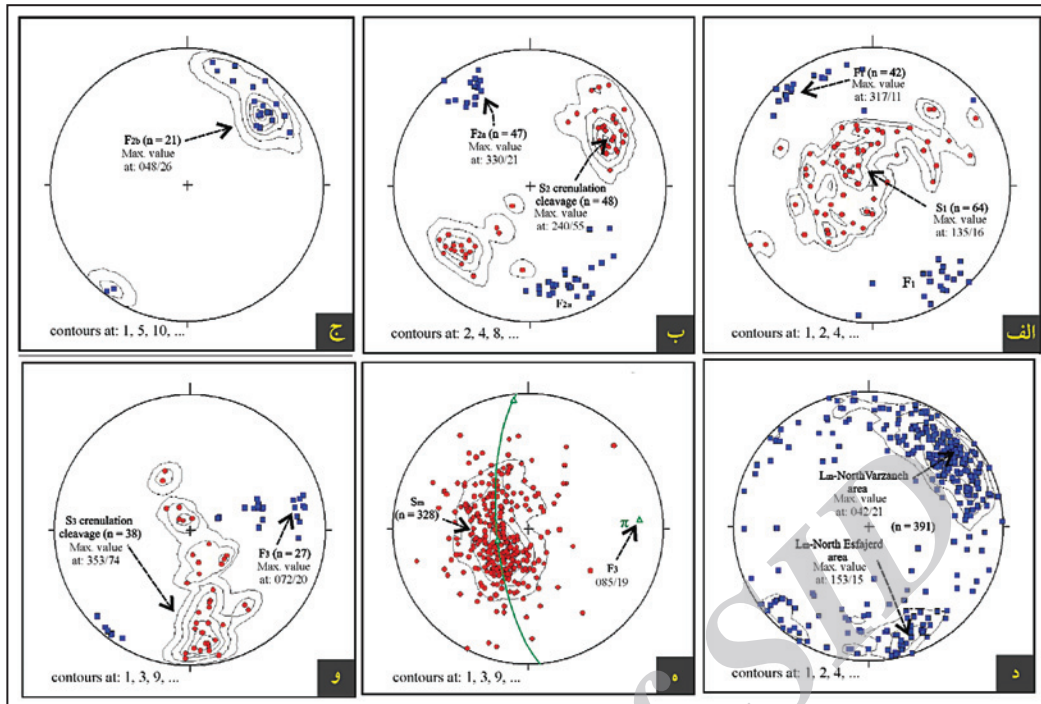 F2b (n = 21)
Max. value
at: 048/26
contours at: 1, 5, 10, ...
ج
F2a (n = 47)
Max. value
at: 330/21
S2 crenulation
cleavage (n = 48)
Max. value
at: 240/55
F2a
contours at: 2, 4, 8, ...
ب
F1 (n = 42)
Max. value
at: 317/11
S1 (n = 64)
Max. value
at: 135/16
F1
contours at: 1, 2, 4, ...
الف
S3 crenulation
cleavage (n = 38)
Max. value
at: 353/74
F3 (n = 27)
Max. value
at: 072/20
contours at: 1, 3, 9, ...
و
Sm
(n = 328)
π
F3
085/19
contours at: 1, 3, 9, ...
ه
Lm-North Varzaneh
area
Max. value
at: 042/21
(n = 391)
Lm-North Esfajerd
area
Max. value
at: 153/15
contours at: 1, 2, 4, ...
د
SID